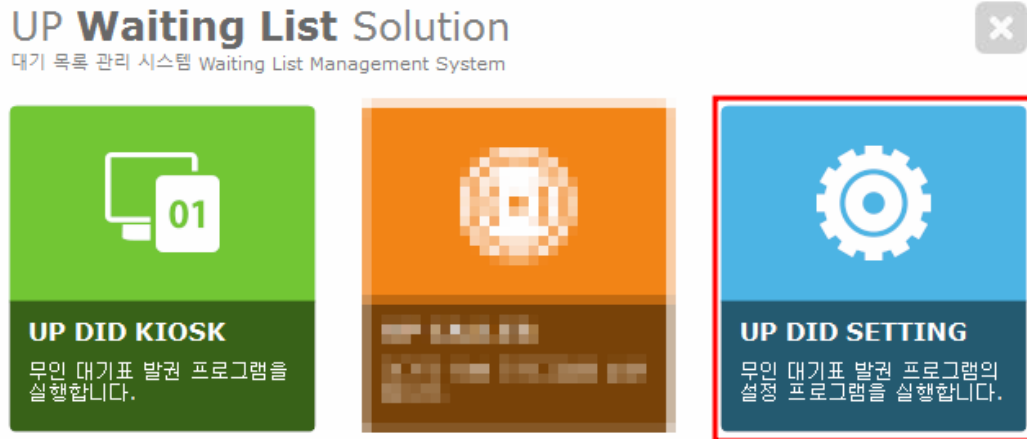 UP Waiting List Solution
대기 목록 관리 시스템 Waiting List Management System
01
UP DID KIOSK
무인 대기표 발권 프로그램을
실행합니다.
UP DID SETTING
무인 대기표 발권 프로그램의
설정 프로그램을 실행합니다.